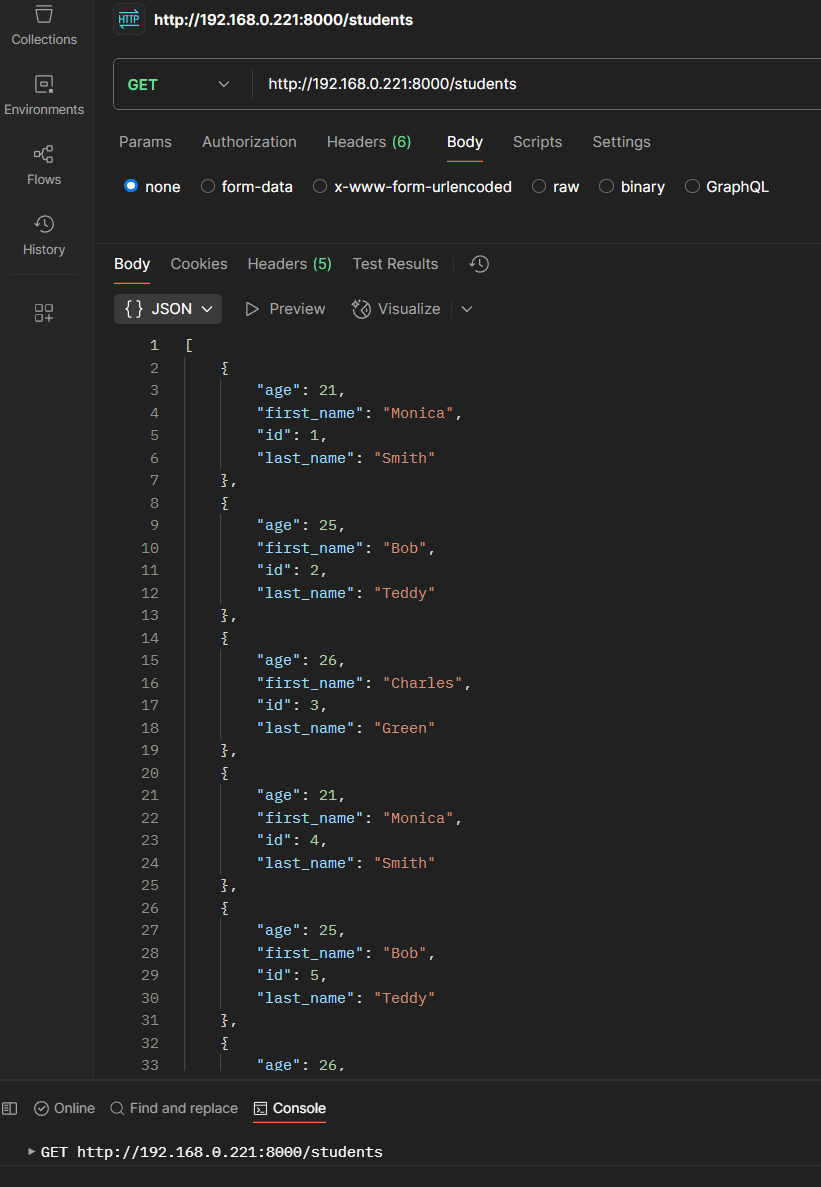 Collections
Environments
Flows
History
HTTP http://192.168.0.221:8000/students
GET http://192.168.0.221:8000/students
Params Authorization Headers (6) Body Scripts Settings
none form-data x-www-form-urlencoded raw binary GraphQL
Body Cookies Headers (5) Test Results
{} JSON Preview Visualize
1 [
2 {
3 "age": 21,
4 "first_name": "Monica",
5 "id": 1,
6 "last_name": "Smith"
7 },
8 {
9 "age": 25,
10 "first_name": "Bob",
11 "id": 2,
12 "last_name": "Teddy"
13 },
14 {
15 "age": 26,
16 "first_name": "Charles",
17 "id": 3,
18 "last_name": "Green"
19 },
20 {
21 "age": 21,
22 "first_name": "Monica",
23 "id": 4,
24 "last_name": "Smith"
25 },
26 {
27 "age": 25,
28 "first_name": "Bob",
29 "id": 5,
30 "last_name": "Teddy"
31 },
32 {
33 "age": 26,
Online Find and replace Console
GET http://192.168.0.221:8000/students